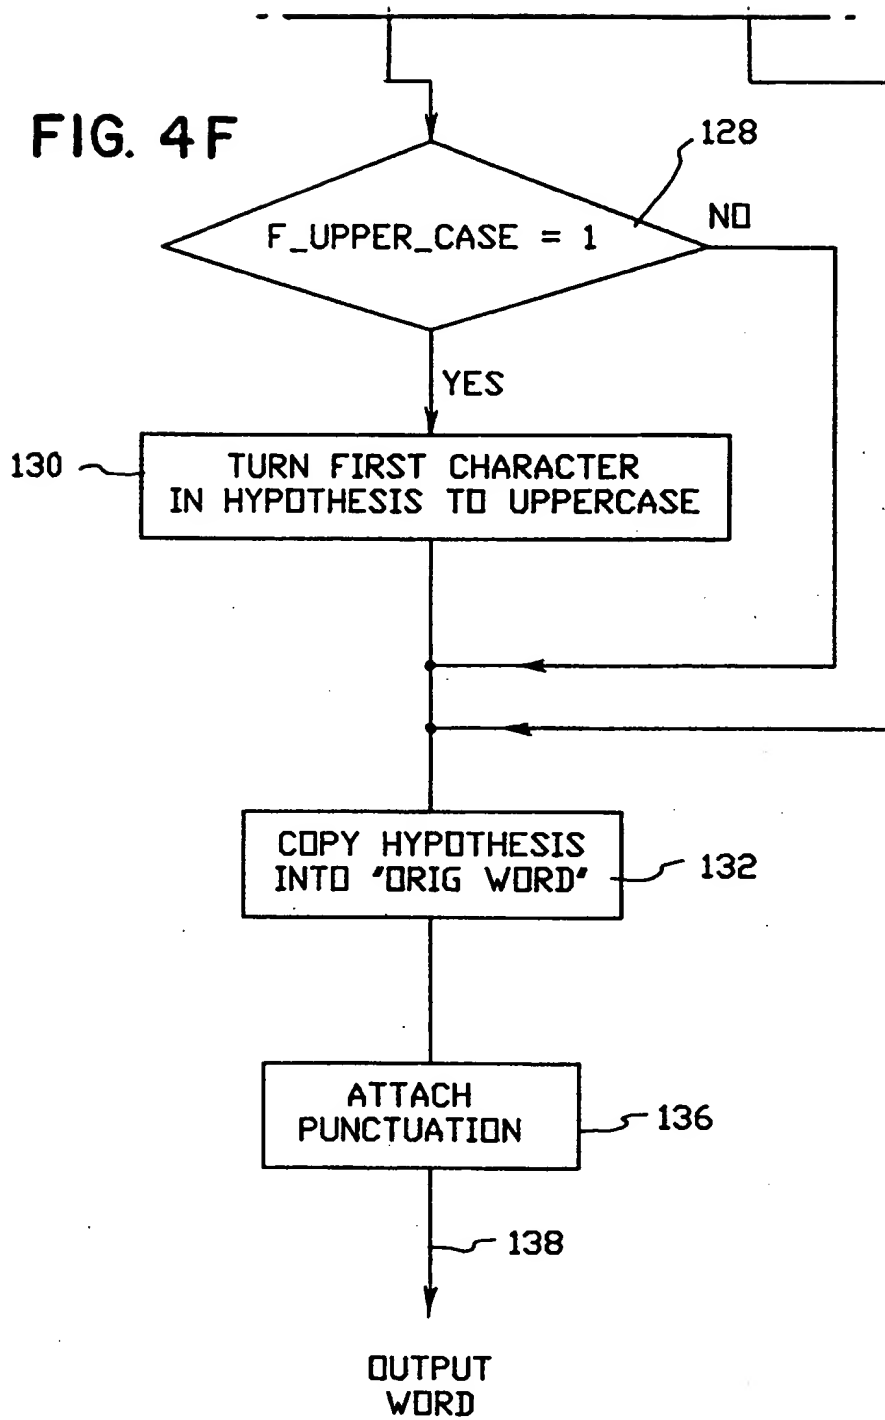 FIG. 4F
128
F_UPPER_CASE = 1
NO
YES
130
TURN FIRST CHARACTER
IN HYPOTHESIS TO UPPERCASE
COPY HYPOTHESIS
INTO "ORIG WORD"
132
ATTACH
PUNCTUATION
136
138
OUTPUT
WORD